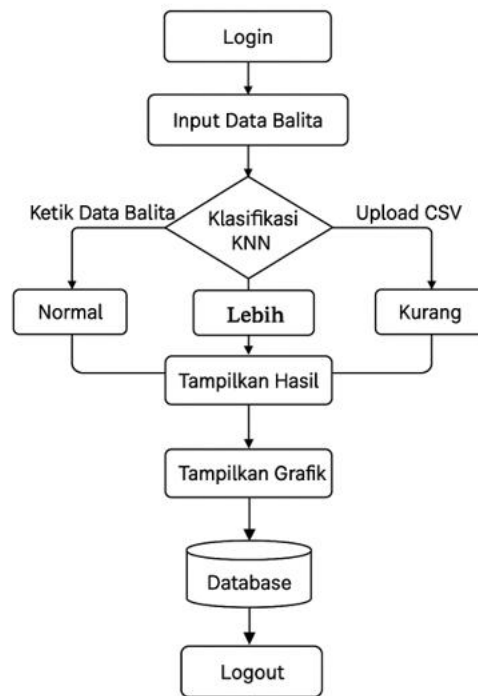 Login
Input Data Balita
Ketik Data Balita
Klasifikasi
KNN
Upload CSV
Normal
Lebih
Kurang
Tampilkan Hasil
Tampilkan Grafik
Database
Logout